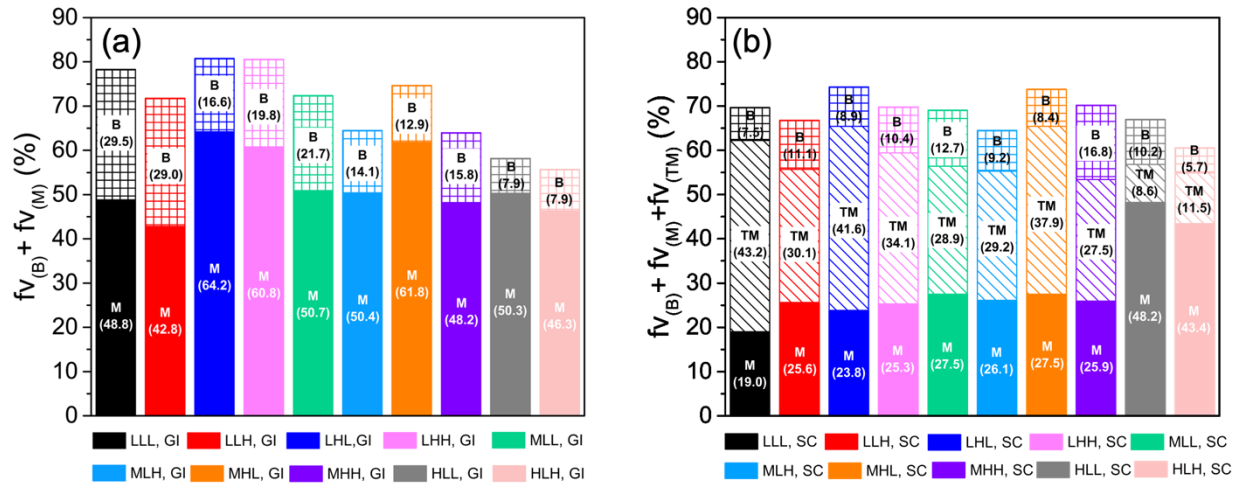 (a)
fv(B) + fv(M) (%)
90
80
70
60
50
40
30
20
10
0
B
(29.5)
M
(48.8)
B
(29.0)
M
(42.8)
B
(16.6)
M
(64.2)
B
(19.8)
M
(60.8)
B
(21.7)
M
(50.7)
B
(14.1)
M
(50.4)
B
(12.9)
M
(61.8)
B
(15.8)
M
(48.2)
B
(7.9)
M
(50.3)
B
(7.9)
M
(46.3)
LLL, GI LLH, GI LHL,GI LHH, GI MLL, GI
MLH, GI MHL, GI MHH, GI HLL, GI HLH, GI
(b)
fv(B) + fv(M) +fv(TM) (%)
90
80
70
60
50
40
30
20
10
0
B
(7.5)
TM
(43.2)
M
(19.0)
B
(11.1)
TM
(30.1)
M
(25.6)
B
(8.9)
TM
(41.6)
M
(23.8)
B
(10.4)
TM
(34.1)
M
(25.3)
B
(12.7)
TM
(28.9)
M
(27.5)
B
(9.2)
TM
(29.2)
M
(26.1)
B
(8.4)
TM
(37.9)
M
(27.5)
B
(16.8)
TM
(27.5)
M
(25.9)
B
(10.2)
TM
(8.6)
M
(48.2)
B
(5.7)
TM
(11.5)
M
(43.4)
LLL, SC LLH, SC LHL, SC LHH, SC MLL, SC
MLH, SC MHL, SC MHH, SC HLL, SC HLH, SC